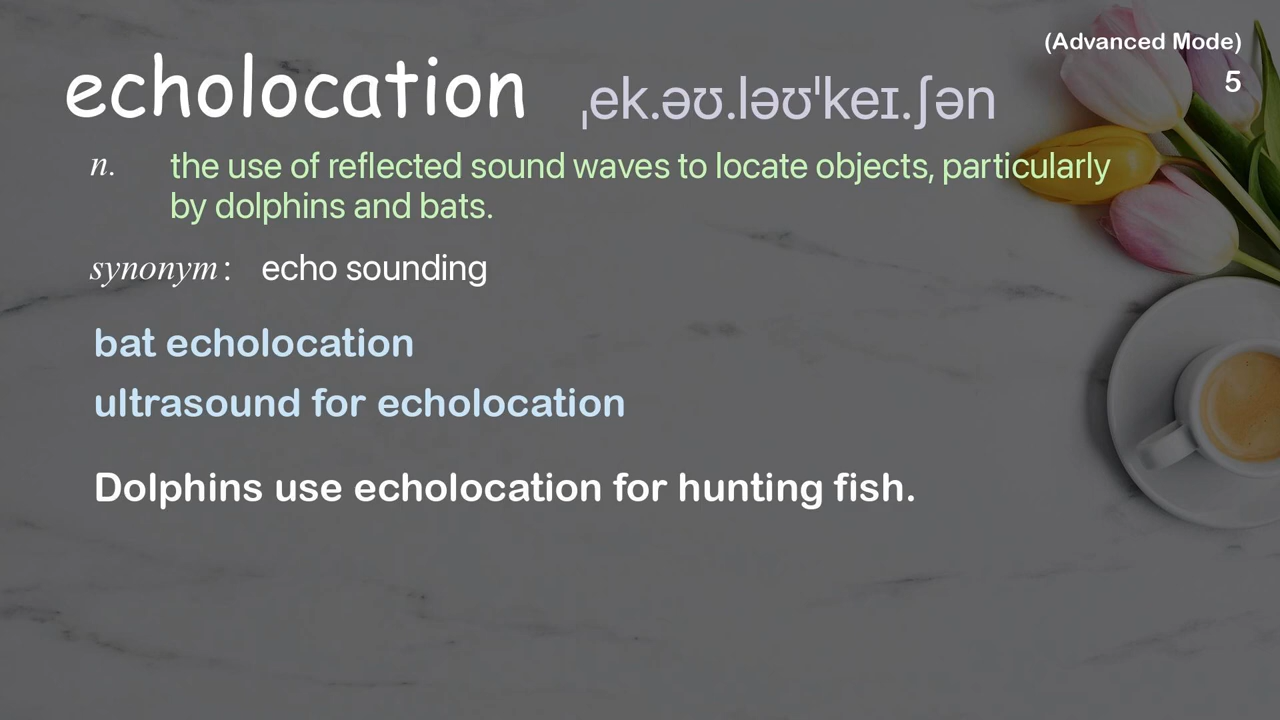 (Advanced Mode)
5
echolocation ˌek.əʊ.ləʊˈkeɪ.ʃən
n. the use of reflected sound waves to locate objects, particularly
by dolphins and bats.
synonym: echo sounding
bat echolocation
ultrasound for echolocation
Dolphins use echolocation for hunting fish.